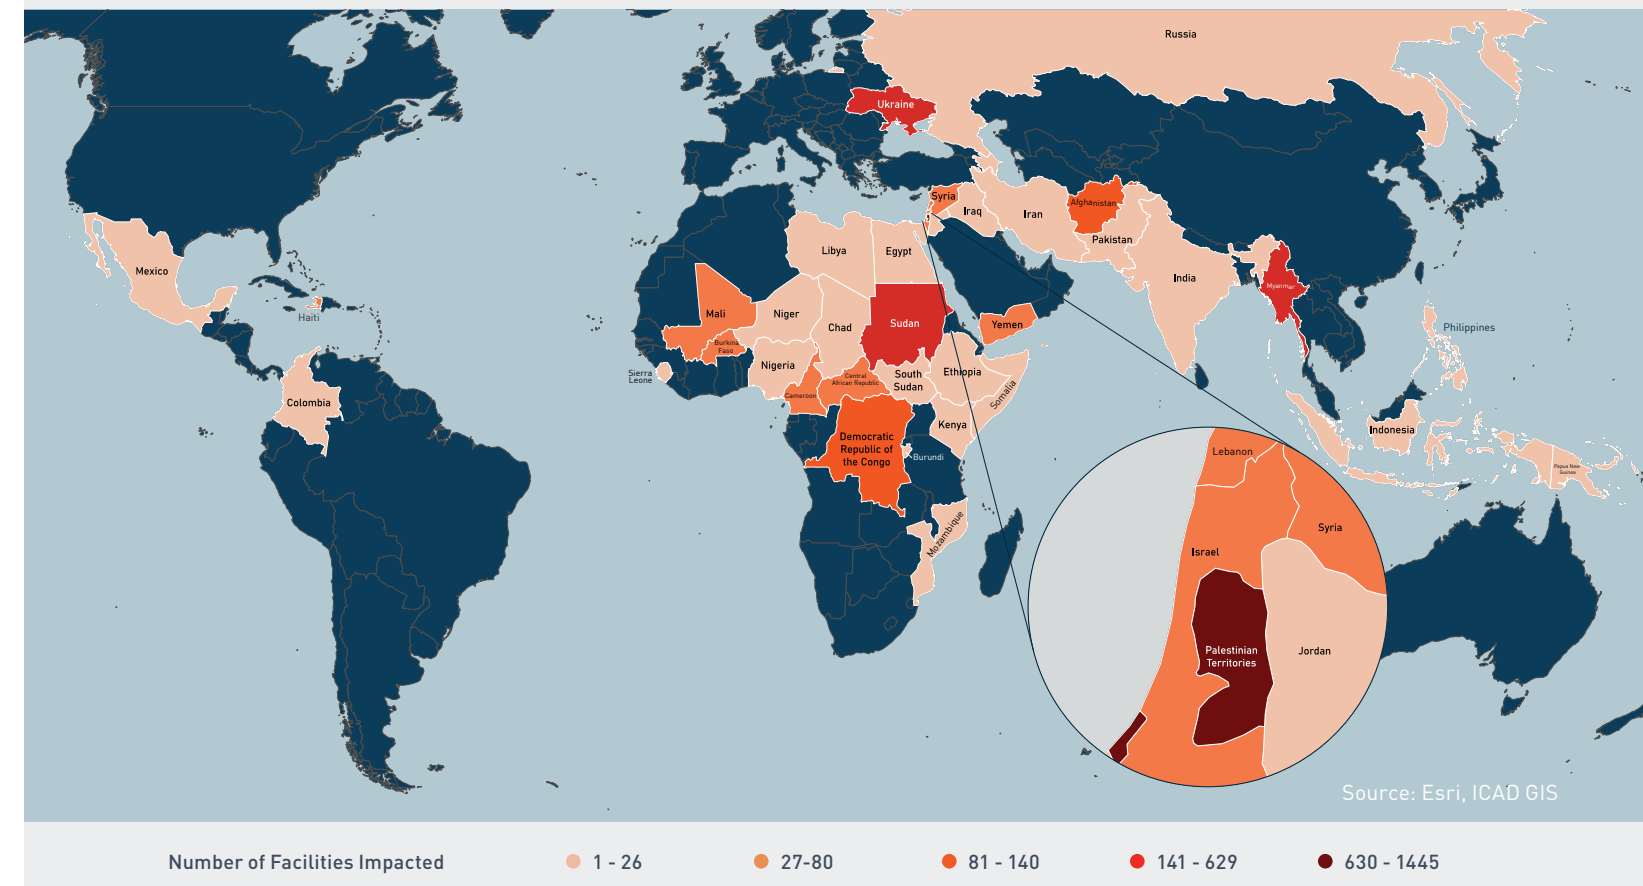 Russia
Ukraine
Syria
Iraq
Iran
Afghanistan
Pakistan
India
Myanmar
Mexico
Haiti
Colombia
Libya
Egypt
Mali
Niger
Chad
Sudan
Yemen
Burkina
Faso
Nigeria
Sierra
Leone
Cameroon
Central
African Republic
South
Sudan
Ethiopia
Somalia
Kenya
Democratic
Republic of
the Congo
Burundi
Mozambique
Philippines
Indonesia
Papua New
Guinea
Lebanon
Syria
Israel
Palestinian
Territories
Jordan
Source: Esri, ICAD GIS
Number of Facilities Impacted
1 - 26
27-80
81 - 140
141 - 629
630 - 1445